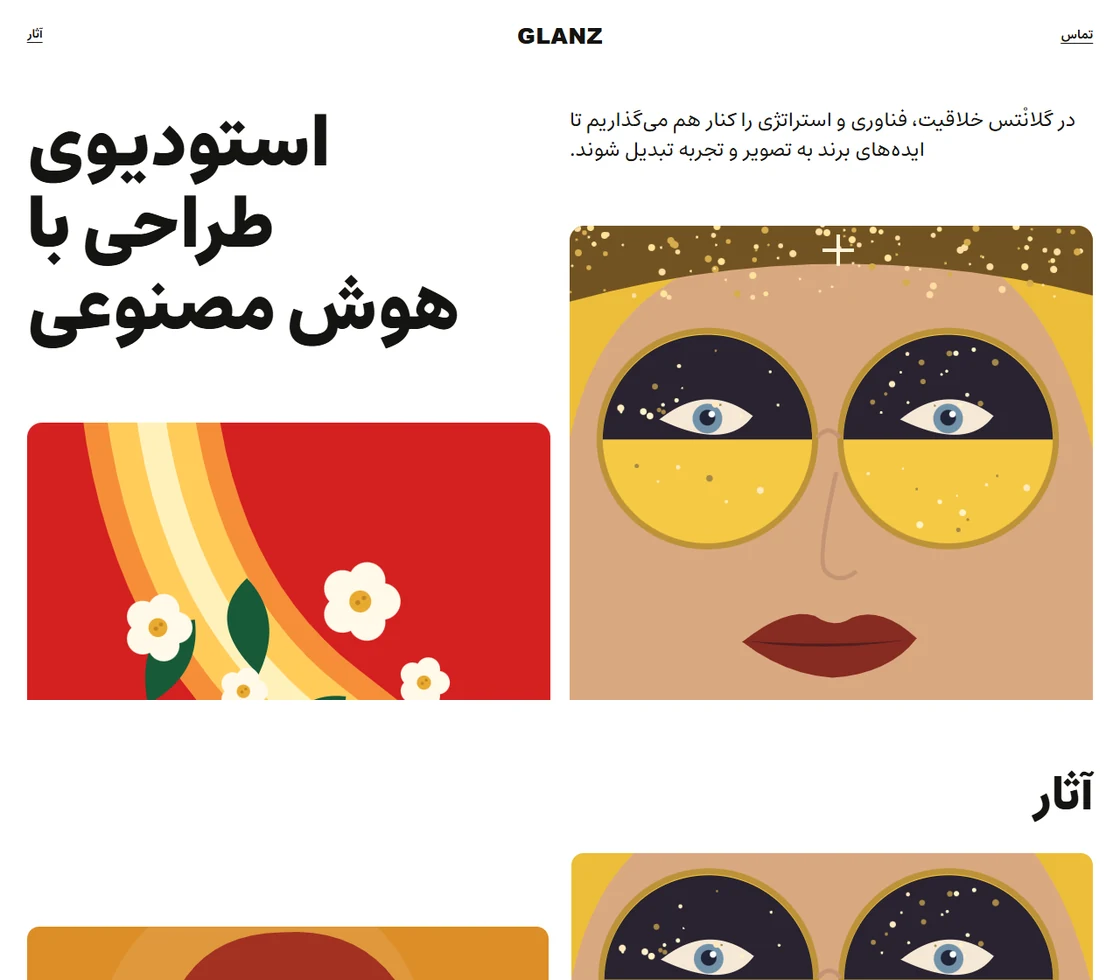 آثار
GLANZ
تماس
استودیوی
طراحی با
هوش مصنوعی
در گلانْتس خلاقیت، فناوری و استراتژی را کنار هم می‌گذاریم تا
ایده‌های برند به تصویر و تجربه تبدیل شوند.
آثار